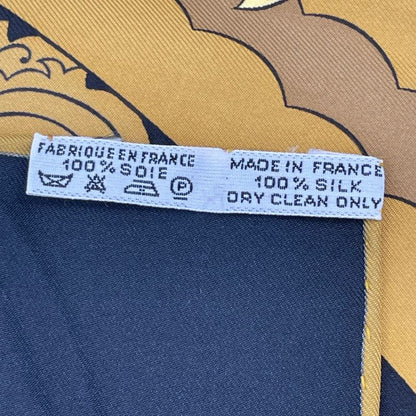 FABRIQUE EN FRANCE
100% SOIE
P
MADE IN FRANCE
100% SILK
DRY CLEAN ONLY